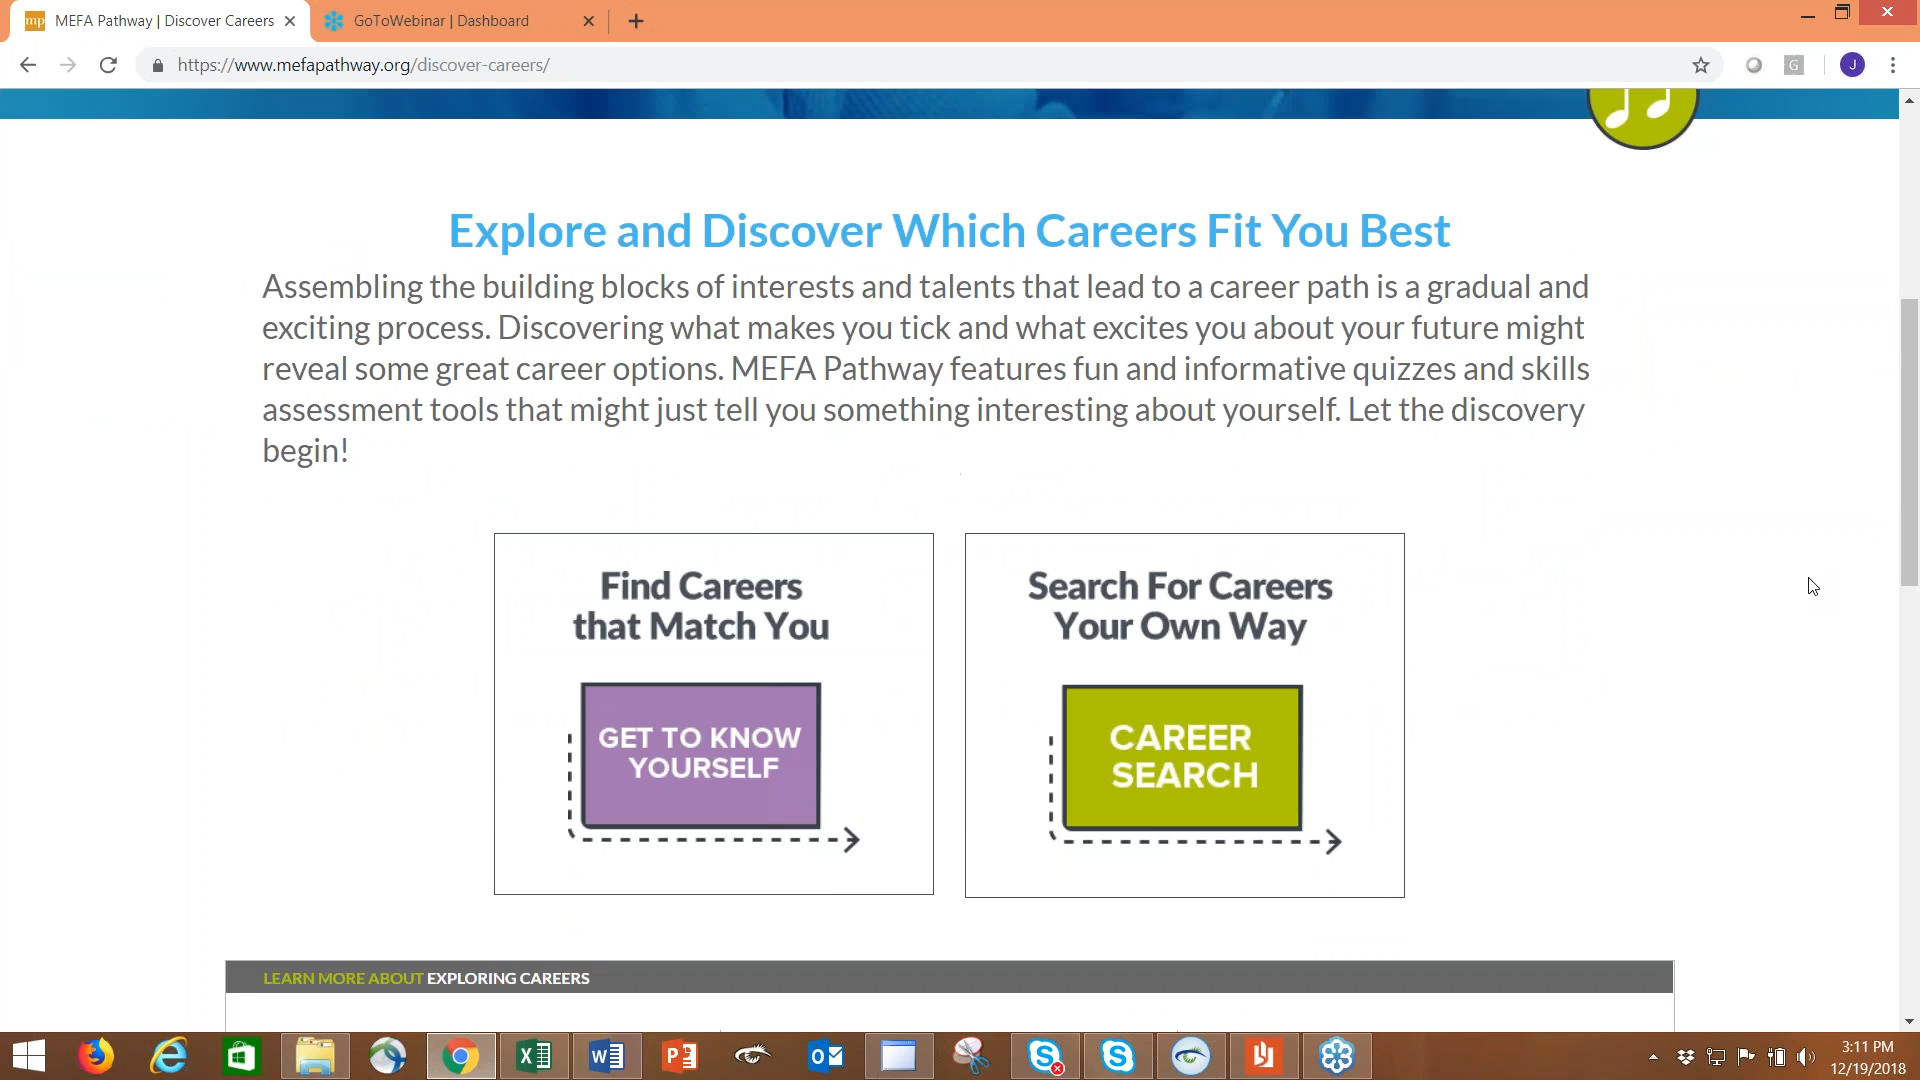 mp MEFA Pathway | Discover Careers
GoToWebinar | Dashboard
https://www.mefapathway.org/discover-careers/
G
J
Explore and Discover Which Careers Fit You Best
Assembling the building blocks of interests and talents that lead to a career path is a gradual and
exciting process. Discovering what makes you tick and what excites you about your future might
reveal some great career options. MEFA Pathway features fun and informative quizzes and skills
assessment tools that might just tell you something interesting about yourself. Let the discovery
begin!
Find Careers
that Match You
GET TO KNOW
YOURSELF
Search For Careers
Your Own Way
CAREER
SEARCH
LEARN MORE ABOUT EXPLORING CAREERS
3:11 PM
12/19/2018